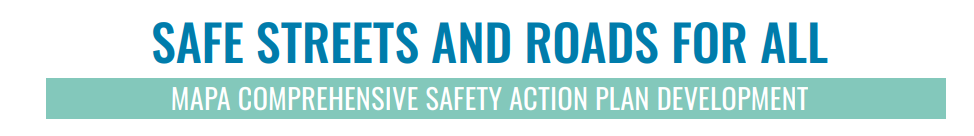 SAFE STREETS AND ROADS FOR ALL
MAPA COMPREHENSIVE SAFETY ACTION PLAN DEVELOPMENT